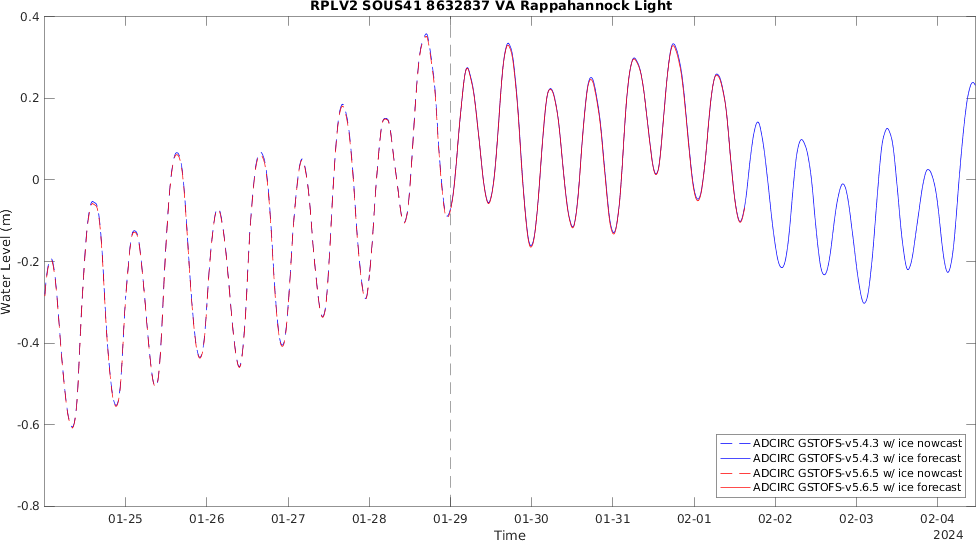 RPLV2 SOUS41 8632837 VA Rappahannock Light
0.4
0.2
0
-0.2
-0.4
-0.6
-0.8
Water Level (m)
ADCIRC GSTOFS-v5.4.3 w/ ice nowcast
ADCIRC GSTOFS-v5.4.3 w/ ice forecast
ADCIRC GSTOFS-v5.6.5 w/ ice nowcast
ADCIRC GSTOFS-v5.6.5 w/ ice forecast
01-25 01-26 01-27 01-28 01-29 01-30 01-31 02-01 02-02 02-03 02-04
Time
2024